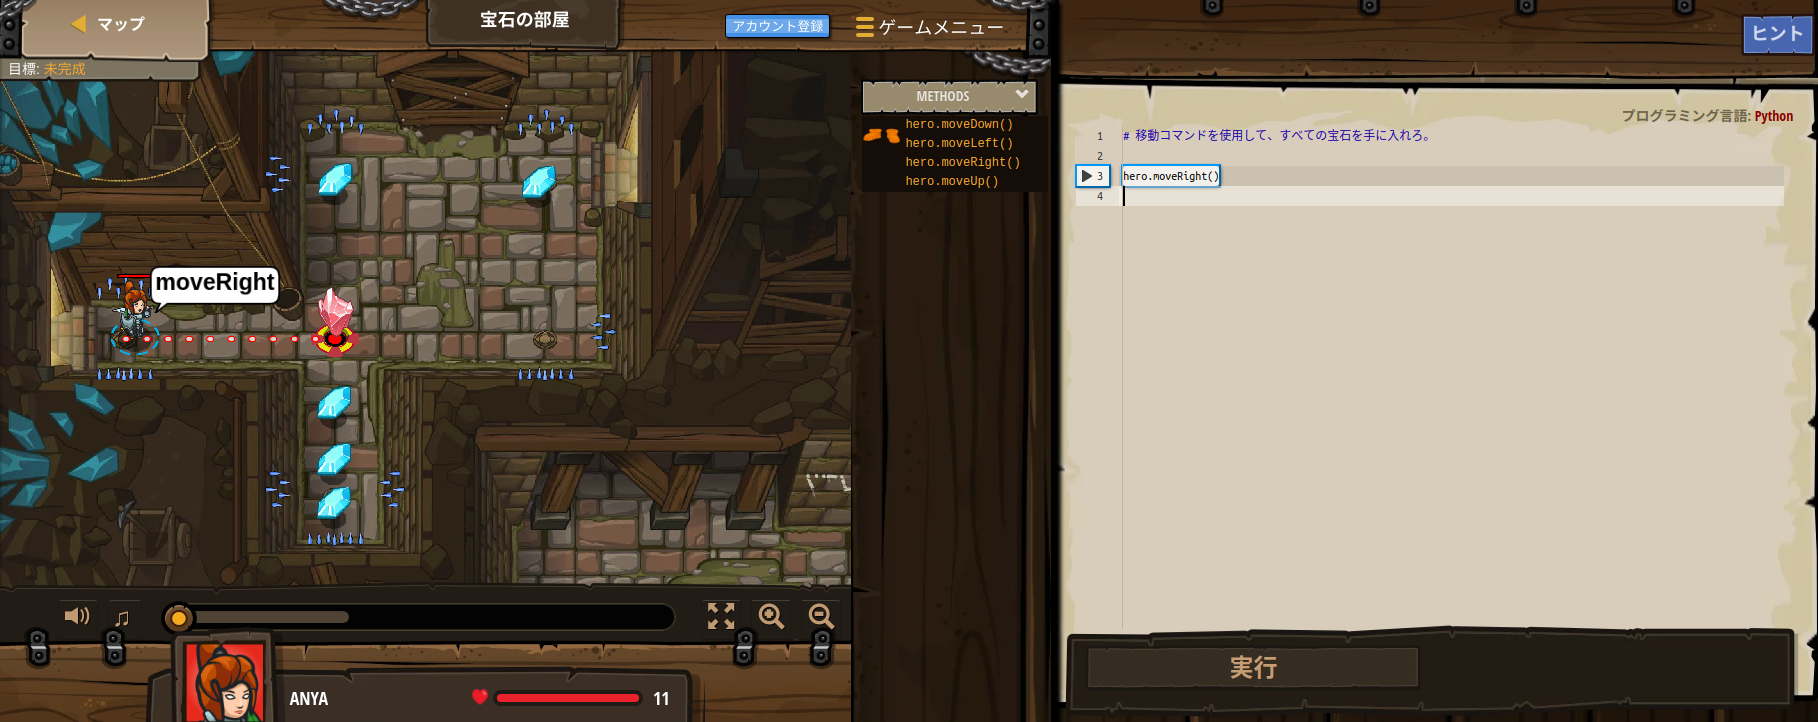 マップ
宝石の部屋
アカウント登録
ゲームメニュー
ヒント
目標: 未完成
METHODS
hero.moveDown()
hero.moveLeft()
hero.moveRight()
hero.moveUp()
プログラミング言語: Python
1 # 移動コマンドを使用して、すべての宝石を手に入れろ。
2
3 hero.moveRight()
4
moveRight
実行
ANYA
11